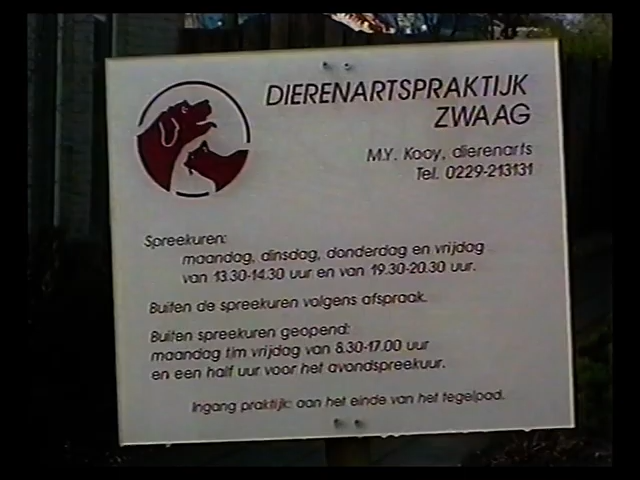 DIERENARTSPRAKTIJK
ZWAAG
M.Y. Kooy, dierenarts
Tel. 0229-213131
Spreekuren:
maandag, dinsdag, donderdag en vrijdag
van 13.30-14.30 uur en van 19.30-20.30 uur.
Buiten de spreekuren volgens afspraak.
Buiten spreekuren geopend:
maandag t/m vrijdag van 8.30-17.00 uur
en een half uur voor het avondspreekuur.
Ingang praktijk: aan het einde van het tegelpad.